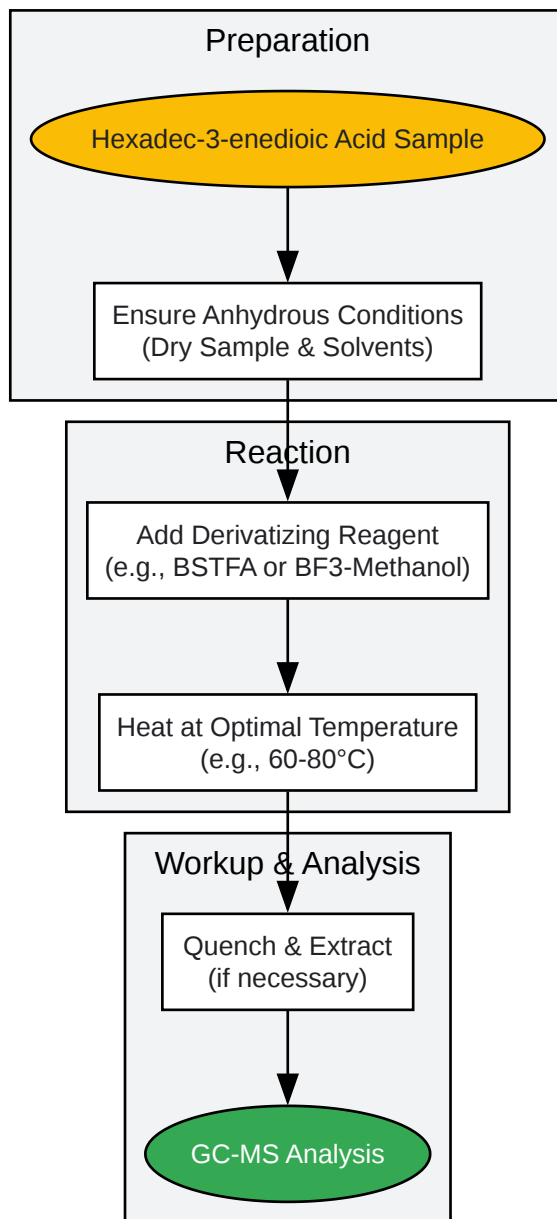 Preparation
Hexadec-3-enedioic Acid Sample
Ensure Anhydrous Conditions
(Dry Sample & Solvents)
Reaction
Add Derivatizing Reagent
(e.g., BSTFA or BF3-Methanol)
Heat at Optimal Temperature
(e.g., 60-80°C)
Workup & Analysis
Quench & Extract
(if necessary)
GC-MS Analysis